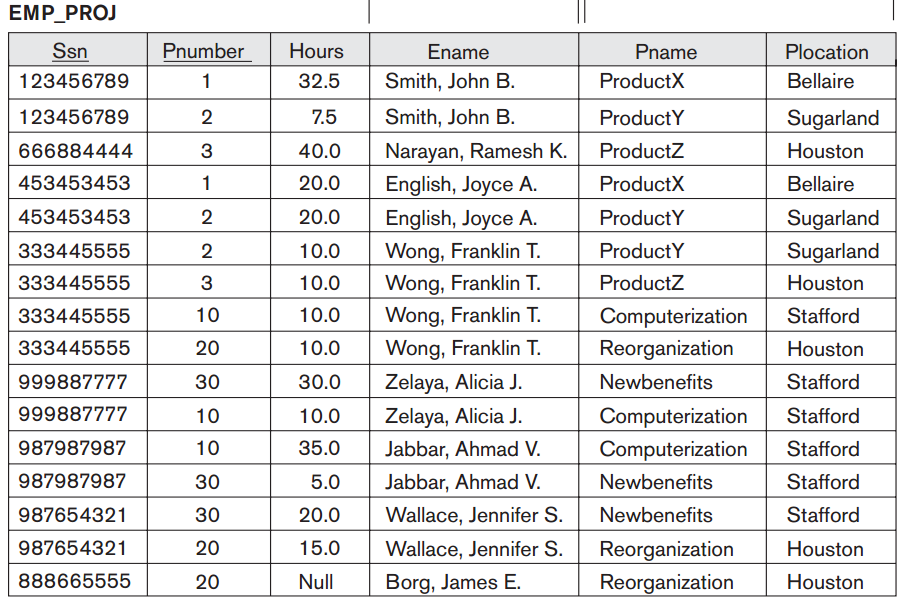 EMP_PROJ
Ssn Pnumber Hours Ename Pname Plocation
123456789 1 32.5 Smith, John B. ProductX Bellaire
123456789 2 7.5 Smith, John B. ProductY Sugarland
666884444 3 40.0 Narayan, Ramesh K. ProductZ Houston
453453453 1 20.0 English, Joyce A. ProductX Bellaire
453453453 2 20.0 English, Joyce A. ProductY Sugarland
333445555 2 10.0 Wong, Franklin T. ProductY Sugarland
333445555 3 10.0 Wong, Franklin T. ProductZ Houston
333445555 10 10.0 Wong, Franklin T. Computerization Stafford
333445555 20 10.0 Wong, Franklin T. Reorganization Houston
999887777 30 30.0 Zelaya, Alicia J. Newbenefits Stafford
999887777 10 10.0 Zelaya, Alicia J. Computerization Stafford
987987987 10 35.0 Jabbar, Ahmad V. Computerization Stafford
987987987 30 5.0 Jabbar, Ahmad V. Newbenefits Stafford
987654321 30 20.0 Wallace, Jennifer S. Newbenefits Stafford
987654321 20 15.0 Wallace, Jennifer S. Reorganization Houston
888665555 20 Null Borg, James E. Reorganization Houston